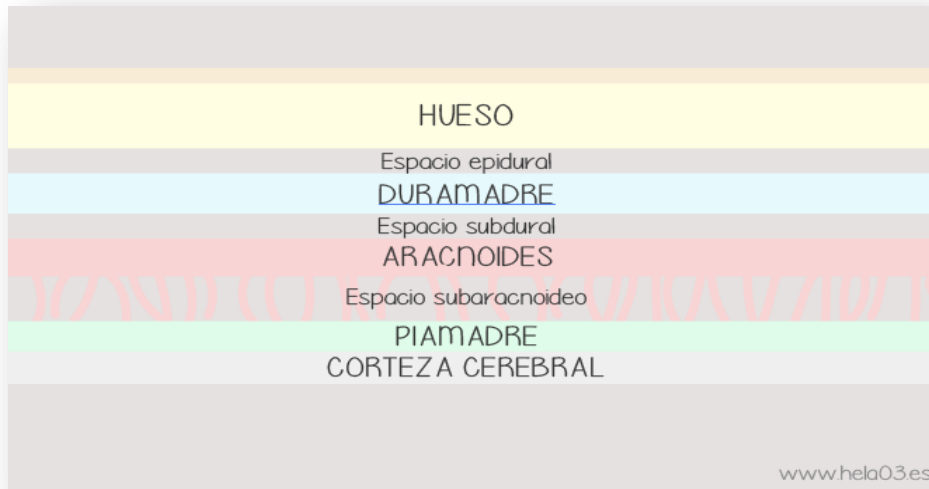 HUESO
Espacio epidural
DURAMADRE
Espacio subdural
ARACNOIDES
Espacio subaracnoideo
PIAMADRE
CORTEZA CEREBRAL
www.hela03.es